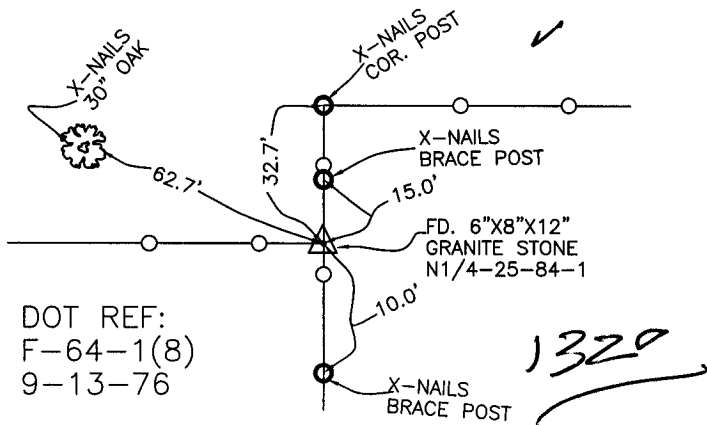 X-NAILS
COR. POST
X-NAILS
30" OAK
X-NAILS
BRACE POST
32.7'
62.7'
15.0'
FD. 6"X8"X12"
GRANITE STONE
N1/4-25-84-1
10.0'
DOT REF:
F-64-1(8)
9-13-76
1320
X-NAILS
BRACE POST